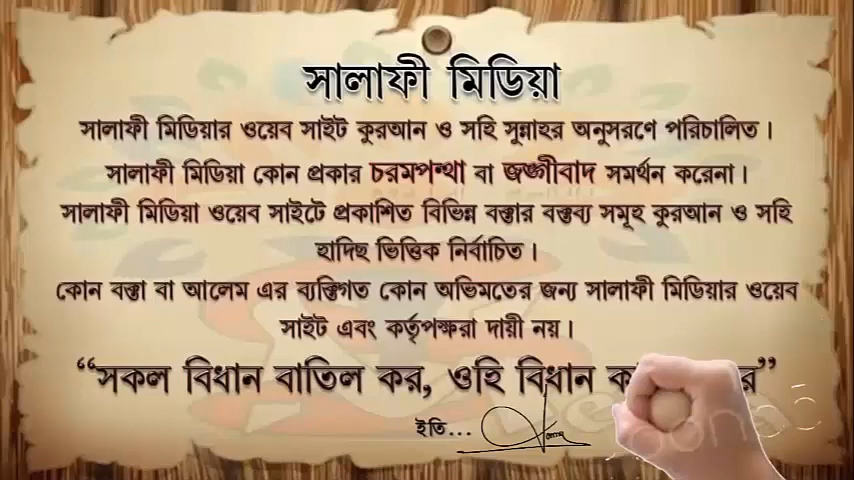 সালাফী মিডিয়া
সালাফী মিডিয়ার ওয়েব সাইট কুরআন ও সহি সুন্নাহর অনুসরণে পরিচালিত।
সালাফী মিডিয়া কোন প্রকার চরমপন্থা বা জঙ্গীবাদ সমর্থন করেনা।
সালাফী মিডিয়া ওয়েব সাইটে প্রকাশিত বিভিন্ন বক্তার বক্তব্য সমূহ কুরআন ও সহি
হাদিছ ভিত্তিক নির্বাচিত।
কোন বক্তা বা আলেম এর ব্যক্তিগত কোন অভিমতের জন্য সালাফী মিডিয়ার ওয়েব
সাইট এবং কর্তৃপক্ষরা দায়ী নয়।
“সকল বিধান বাতিল কর, ওহি বিধান
ইতি...